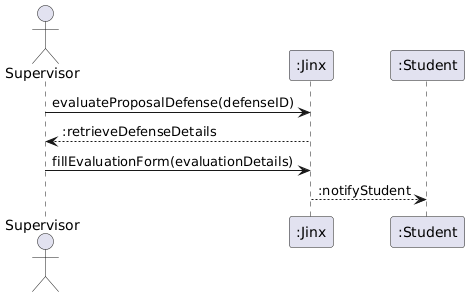 Supervisor
:Jinx
:Student
evaluateProposalDefense(defenseID)
:retrieveDefenseDetails
fillEvaluationForm(evaluationDetails)
:notifyStudent
Supervisor
:Jinx
:Student